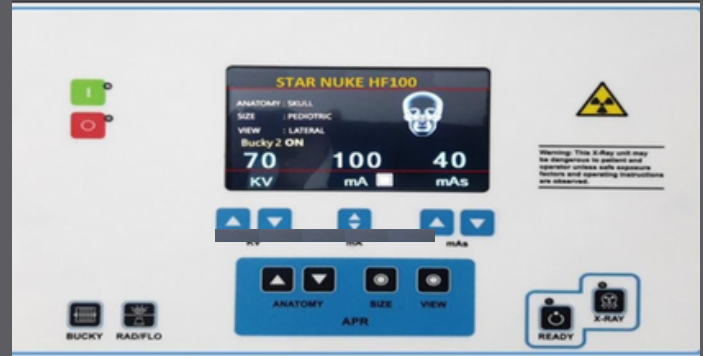 STAR NUKE HF100
ANATOMY : SKULL
SIZE : PEDIOTRIC
VIEW : LATERAL
Bucky 2 ON
70 100 40
KV mA mAs
I
O
Warning: This X-Ray unit may
be dangerous to patient and
operator unless safe exposure
factors and operating instructions
are observed.
mAs
ANATOMY SIZE VIEW
APR
BUCKY RAD/FLO
READY X-RAY